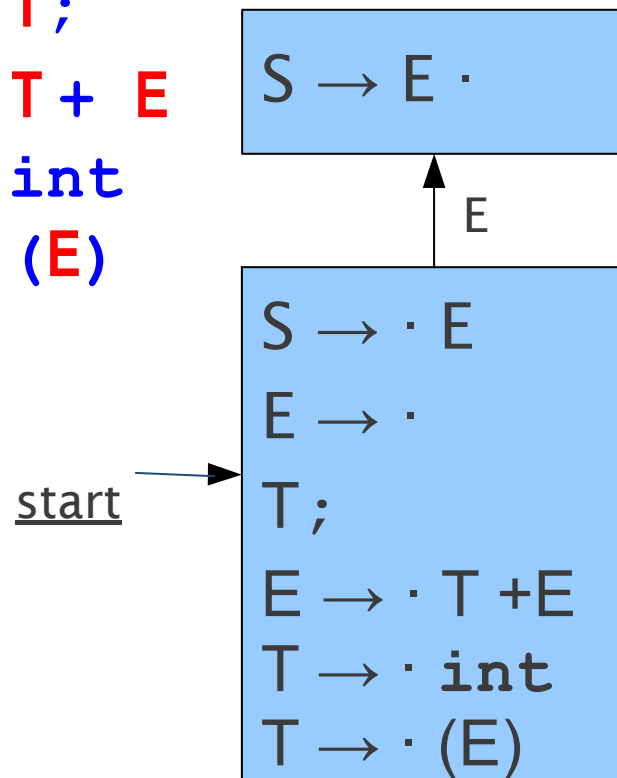 T;
T + E
int
(E)
S → E ·
E
S → · E
E → ·
T;
E → · T +E
T → · int
T → · (E)
start